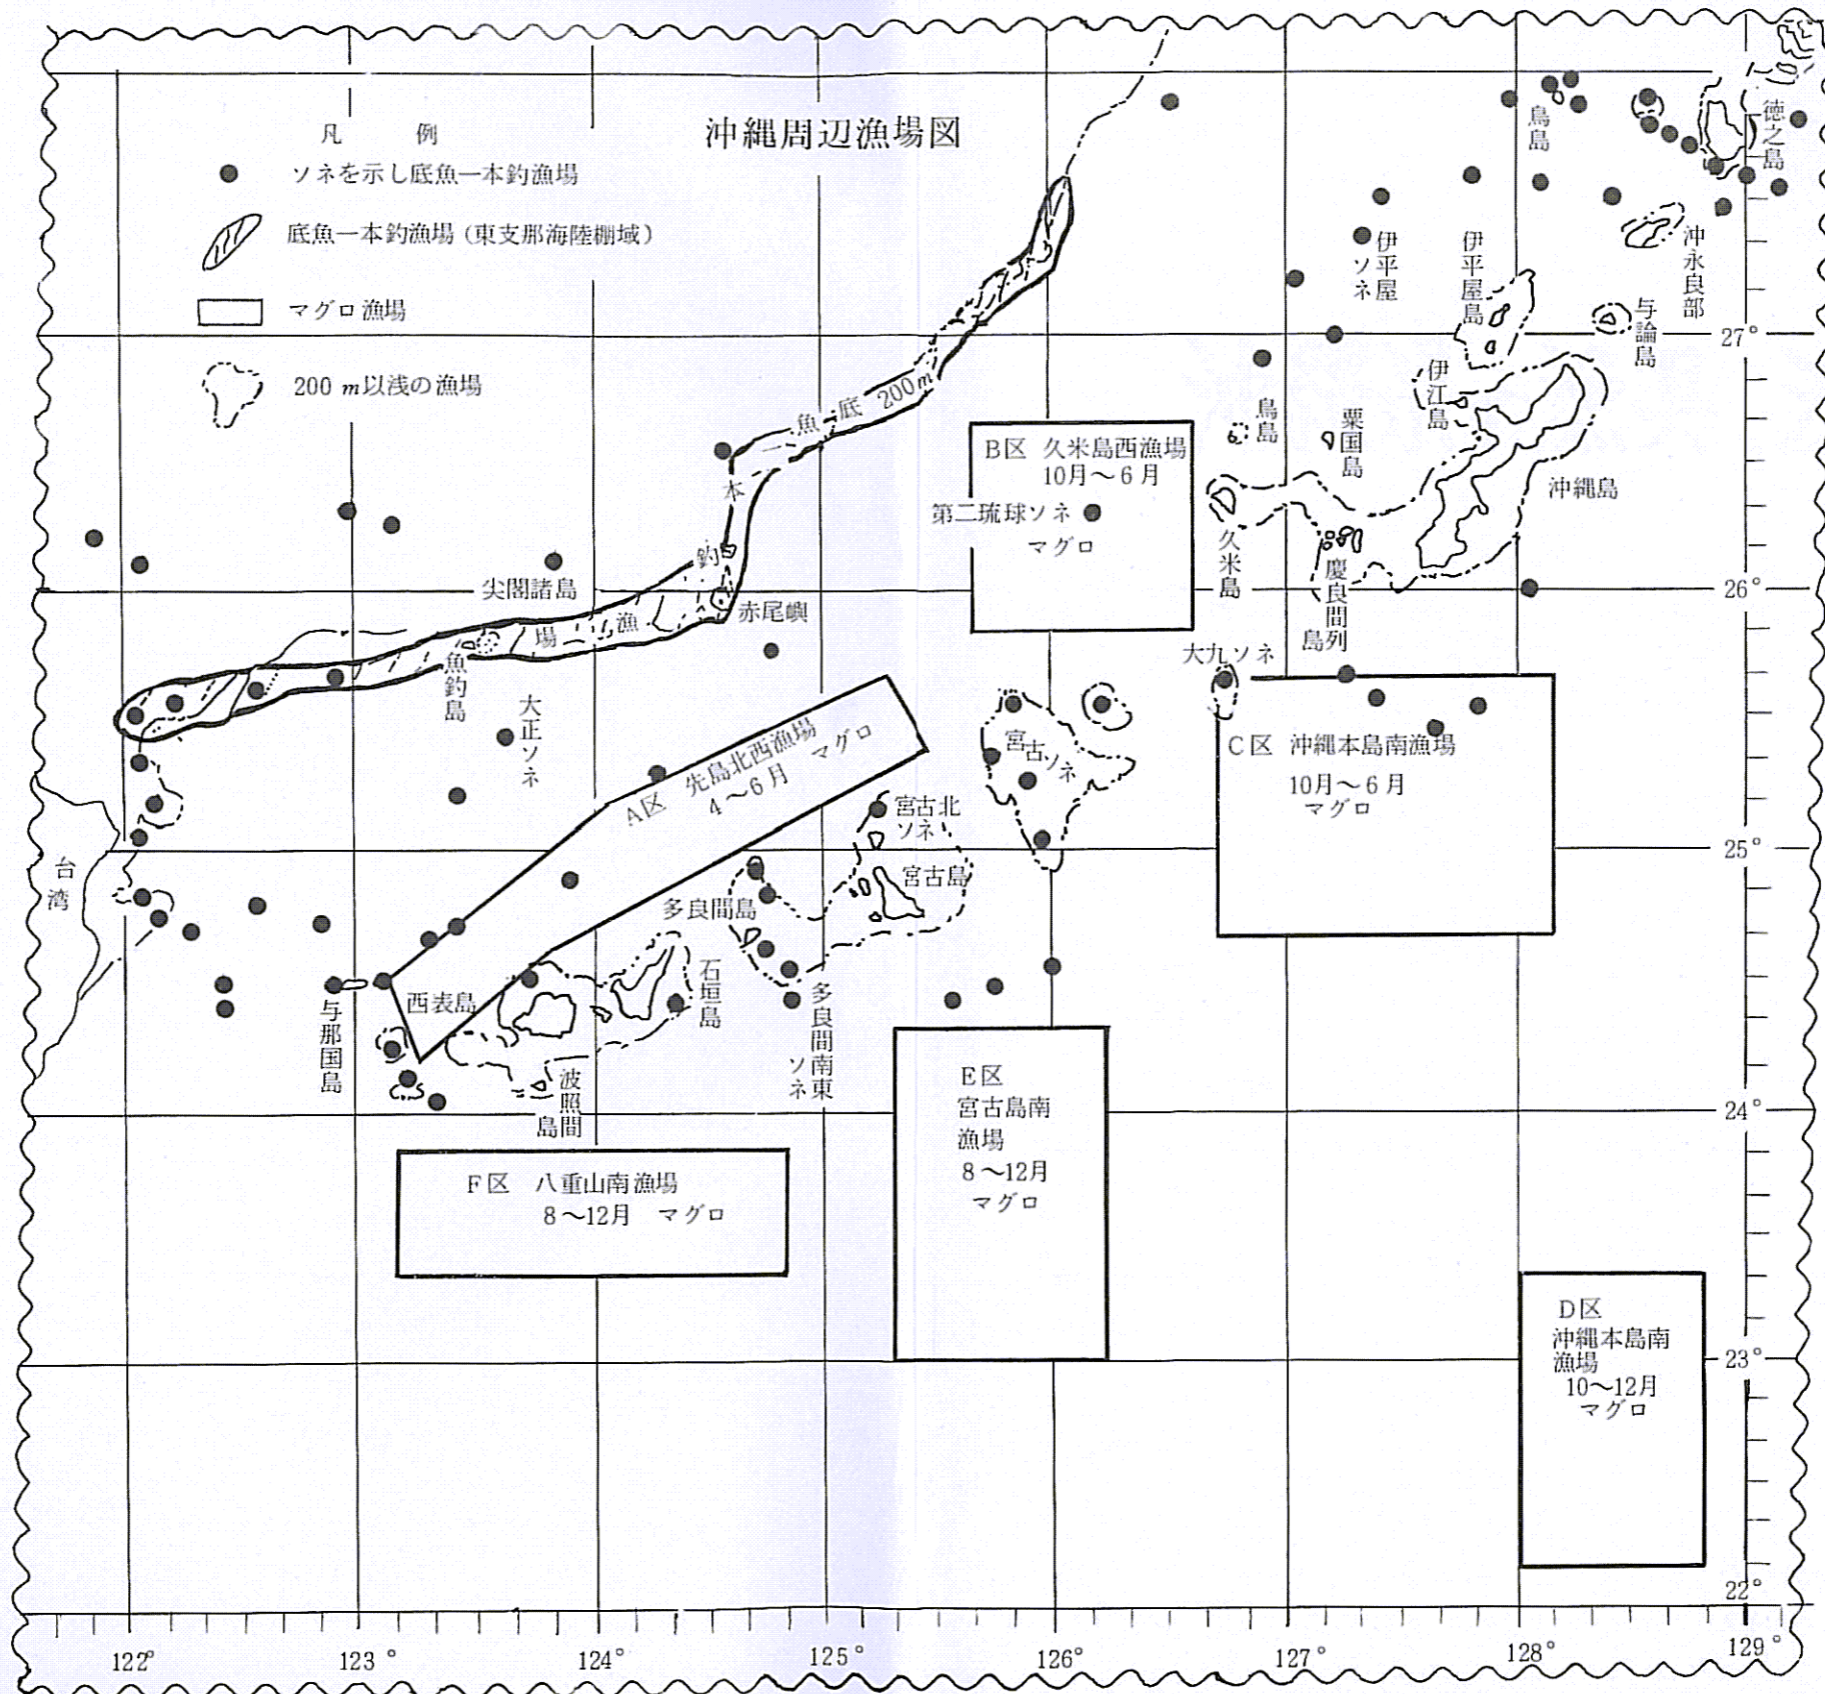 沖縄周辺漁場図
凡 例
ソネを示し底魚一本釣漁場
底魚一本釣漁場(東支那海陸棚域)
マグロ漁場
200 m以浅の漁場
鳥島
徳之島
伊平屋ソネ
伊平屋島
沖永良部
与論島
27°
伊江島
鳥島
粟国島
沖縄島
魚 底 200m
本
釣
漁
場
B区 久米島西漁場
10月～6月
第二琉球ソネ
マグロ
久米島
慶良間列島
26°
尖閣諸島
赤尾嶼
魚釣島
大正ソネ
大九ソネ
C区 沖縄本島南漁場
10月～6月
マグロ
A区 先島北西漁場 マグロ
4～6月
宮古ソネ
宮古北ソネ
宮古島
25°
台湾
多良間島
石垣島
西表島
与那国島
多良間南東ソネ
波照間島間
24°
E区
宮古島南
漁場
8～12月
マグロ
F区 八重山南漁場
8～12月 マグロ
D区
沖縄本島南
漁場
10～12月
マグロ
23°
22°
122° 123° 124° 125° 126° 127° 128° 129°